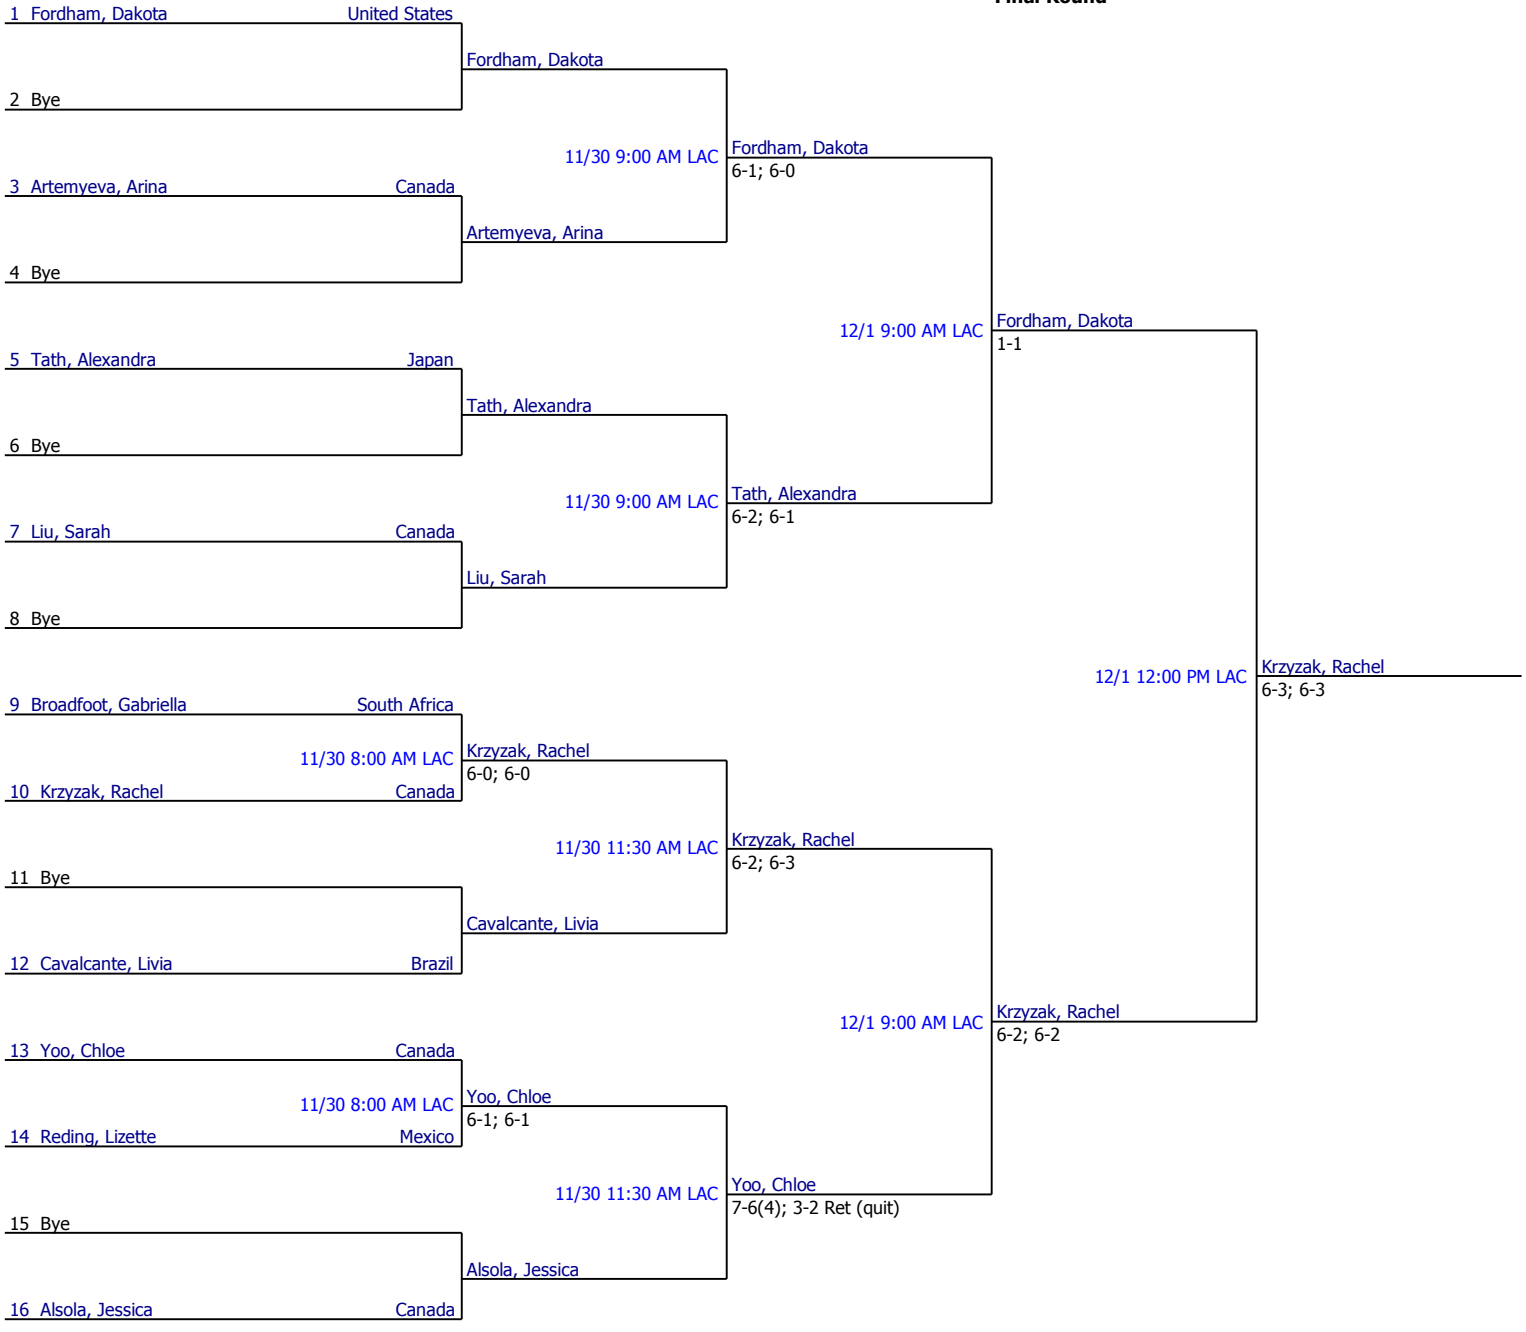 Final Round
1 Fordham, Dakota United States
Fordham, Dakota
2 Bye
11/30 9:00 AM LAC Fordham, Dakota
6-1; 6-0
3 Artemyeva, Arina Canada
Artemyeva, Arina
4 Bye
12/1 9:00 AM LAC Fordham, Dakota
1-1
5 Tath, Alexandra Japan
Tath, Alexandra
6 Bye
11/30 9:00 AM LAC Tath, Alexandra
6-2; 6-1
7 Liu, Sarah Canada
Liu, Sarah
8 Bye
12/1 12:00 PM LAC Krzyzak, Rachel
6-3; 6-3
9 Broadfoot, Gabriella South Africa
11/30 8:00 AM LAC Krzyzak, Rachel
6-0; 6-0
10 Krzyzak, Rachel Canada
11/30 11:30 AM LAC Krzyzak, Rachel
6-2; 6-3
11 Bye
Cavalcante, Livia
12 Cavalcante, Livia Brazil
12/1 9:00 AM LAC Krzyzak, Rachel
6-2; 6-2
13 Yoo, Chloe Canada
11/30 8:00 AM LAC Yoo, Chloe
6-1; 6-1
14 Reding, Lizette Mexico
11/30 11:30 AM LAC Yoo, Chloe
7-6(4); 3-2 Ret (quit)
15 Bye
Alsola, Jessica
16 Alsola, Jessica Canada